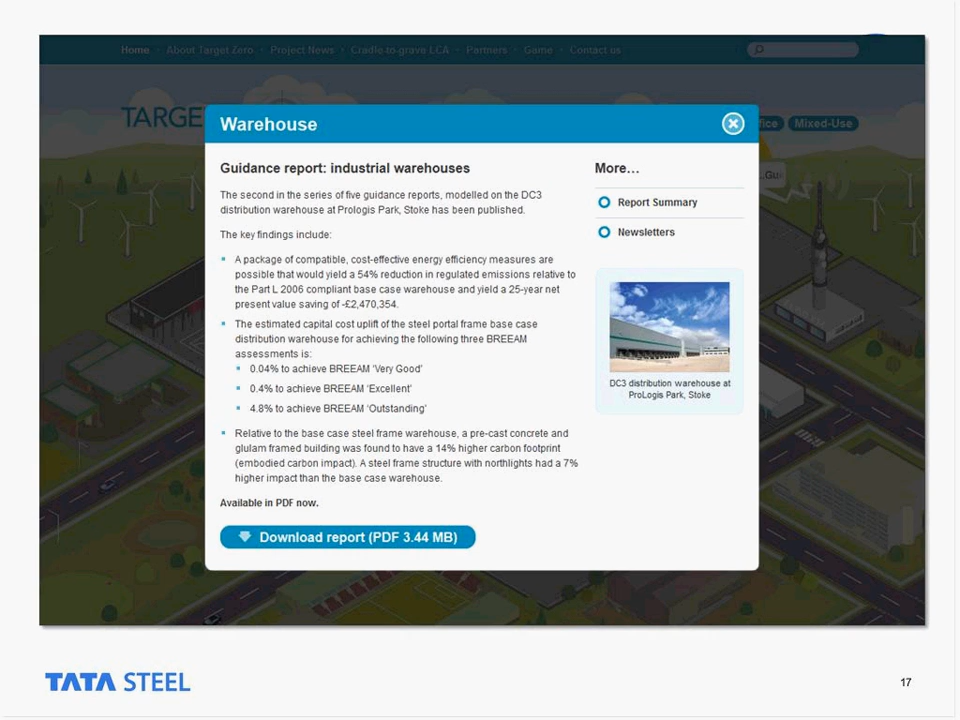 Home · About Target Zero · Project News · Cradle-to-grave LCA · Partners · Game · Contact us
TARGE
Warehouse
fice
Mixed-Use
Guidance report: industrial warehouses
More...
The second in the series of five guidance reports, modelled on the DC3
distribution warehouse at Prologis Park, Stoke has been published.
Report Summary
Newsletters
The key findings include:
A package of compatible, cost-effective energy efficiency measures are
possible that would yield a 54% reduction in regulated emissions relative to
the Part L 2006 compliant base case warehouse and yield a 25-year net
present value saving of -£2,470,354.
The estimated capital cost uplift of the steel portal frame base case
distribution warehouse for achieving the following three BREEAM
assessments is:
0.04% to achieve BREEAM ‘Very Good’
0.4% to achieve BREEAM ‘Excellent’
4.8% to achieve BREEAM ‘Outstanding’
DC3 distribution warehouse at
ProLogis Park, Stoke
Relative to the base case steel frame warehouse, a pre-cast concrete and
glulam framed building was found to have a 14% higher carbon footprint
(embodied carbon impact). A steel frame structure with northlights had a 7%
higher impact than the base case warehouse.
Available in PDF now.
Download report (PDF 3.44 MB)
TATA STEEL
17